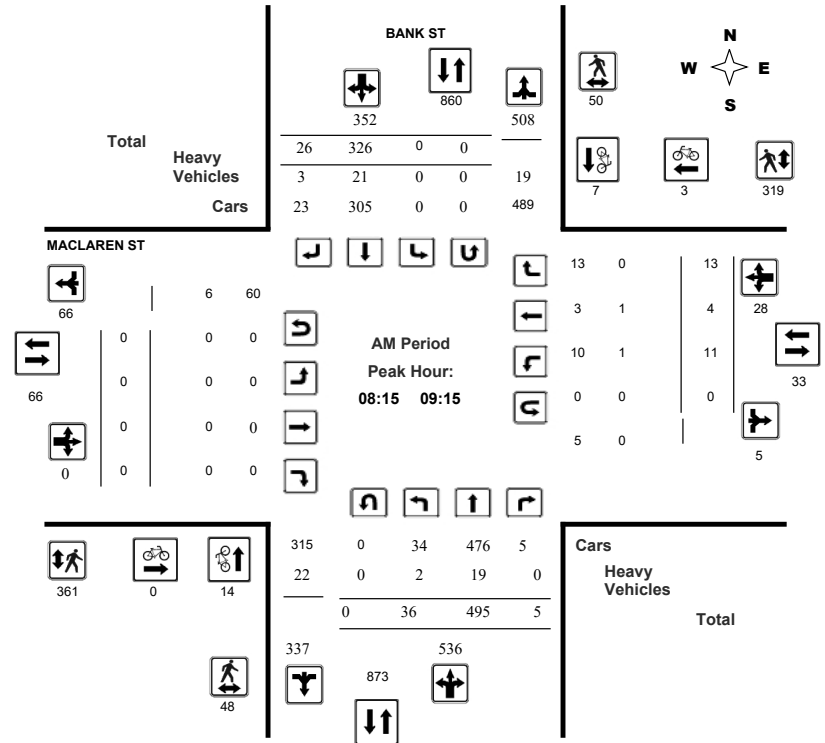 BANK ST
N
W E
S
860
50
352 508
Total 26 326 0 0
Heavy
Vehicles 3 21 0 0 19
Cars 23 305 0 0 489
7 3 319
MACLAREN ST
66 6 60
66
0 0 0
0 0 0
0 0 0
0 0 0
0
AM Period
Peak Hour:
08:15 09:15
13 0 13
3 1 4 28
10 1 11
0 0 0 33
5 0 5
315 0 34 476 5 Cars
22 0 2 19 0 Heavy
Vehicles
0 36 495 5 Total
361 0 14
337 536
873
48